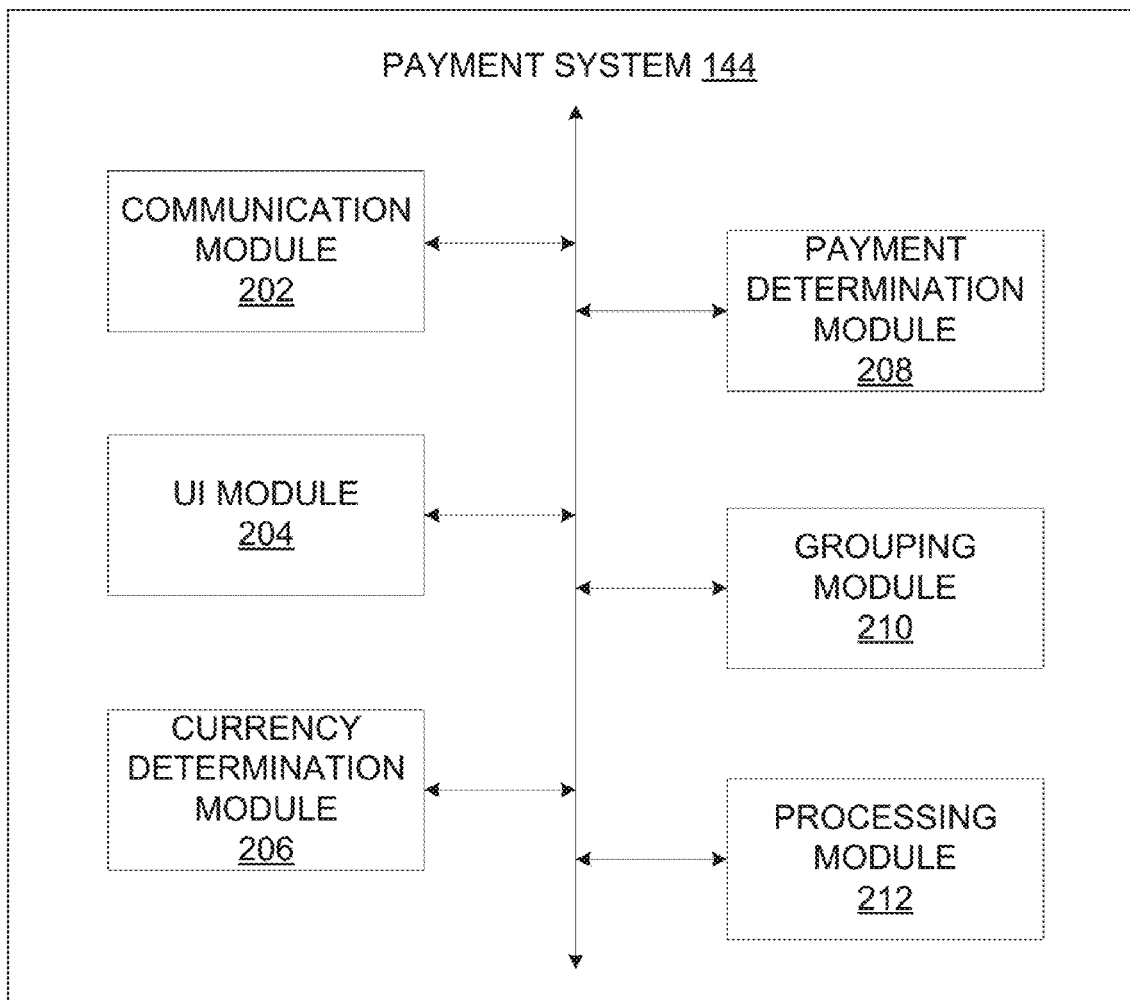 PAYMENT SYSTEM 144
COMMUNICATION
MODULE
202
PAYMENT
DETERMINATION
MODULE
208
UI MODULE
204
GROUPING
MODULE
210
CURRENCY
DETERMINATION
MODULE
206
PROCESSING
MODULE
212